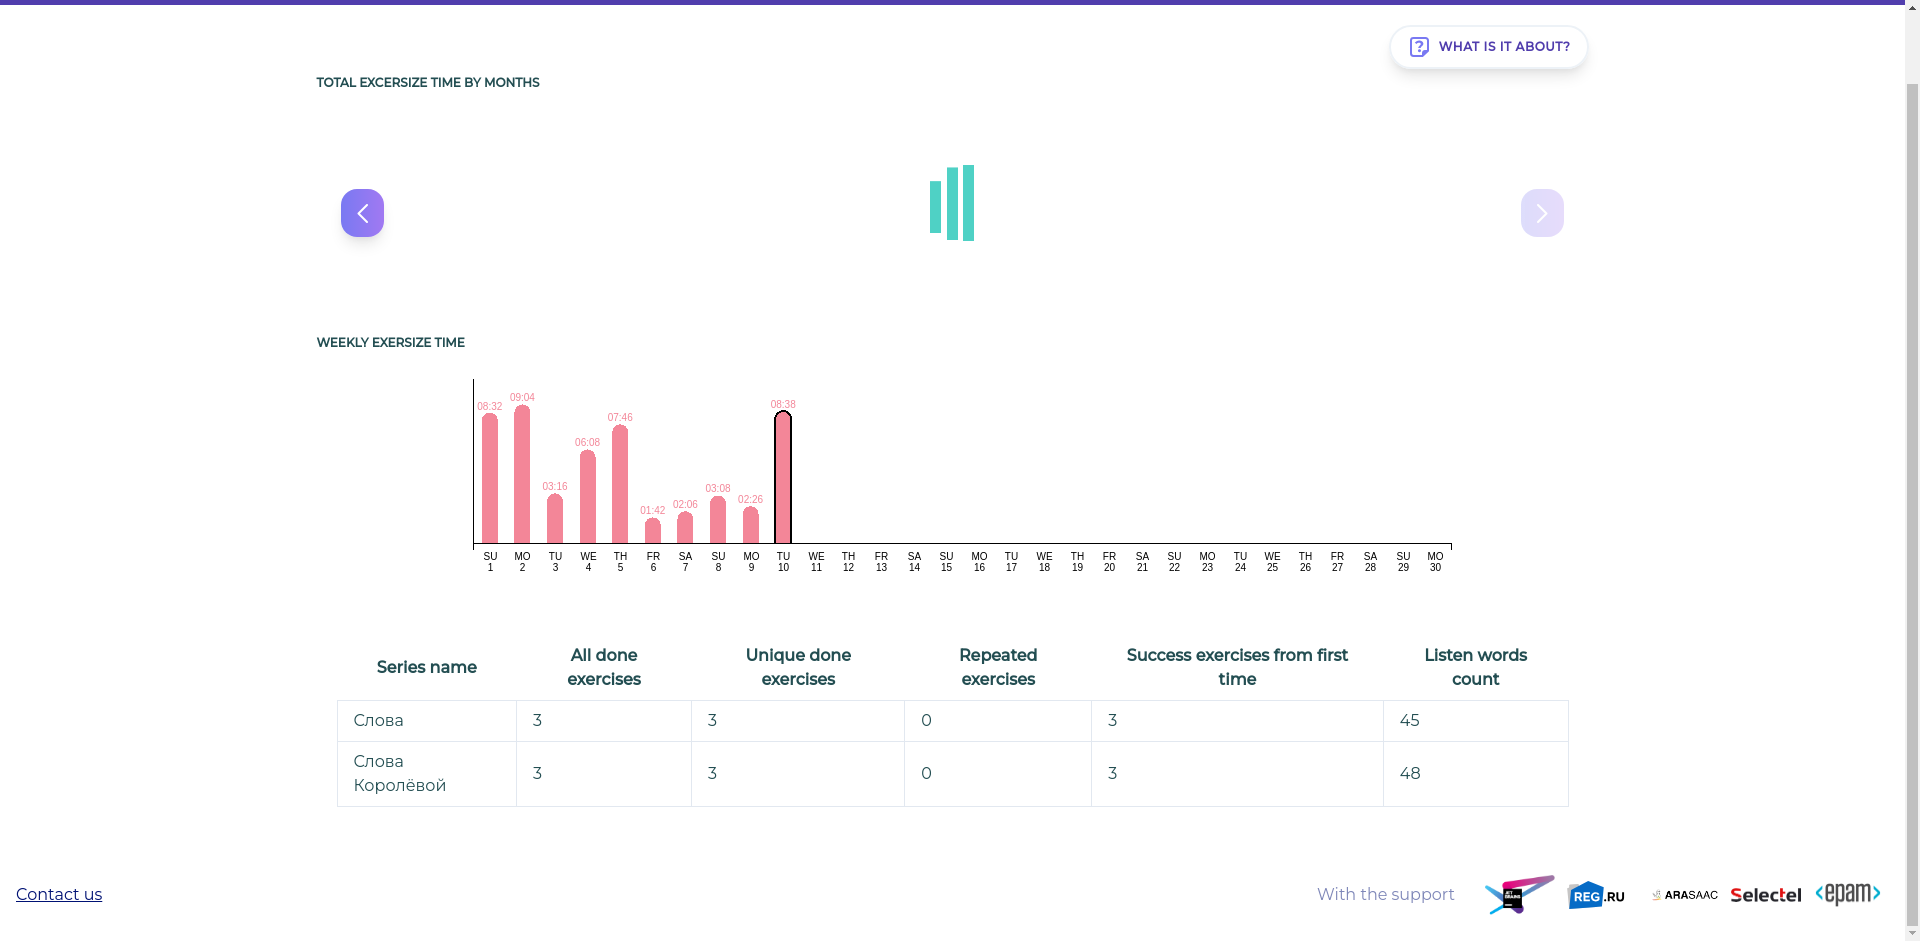 WHAT IS IT ABOUT?
TOTAL EXCERSIZE TIME BY MONTHS
WEEKLY EXERSIZE TIME
08:32 09:04 03:16 06:08 07:46 01:42 02:06 03:08 02:26 08:38
SU MO TU WE TH FR SA SU MO TU WE TH FR SA SU MO TU WE TH FR SA SU MO TU WE TH FR SA SU MO
1 2 3 4 5 6 7 8 9 10 11 12 13 14 15 16 17 18 19 20 21 22 23 24 25 26 27 28 29 30
Series name All done exercises Unique done exercises Repeated exercises Success exercises from first time Listen words count
Слова 3 3 0 3 45
Слова Королёвой 3 3 0 3 48
Contact us
With the support
JET BRAINS
REG.RU
ARASAAC
Selectel
<epam>